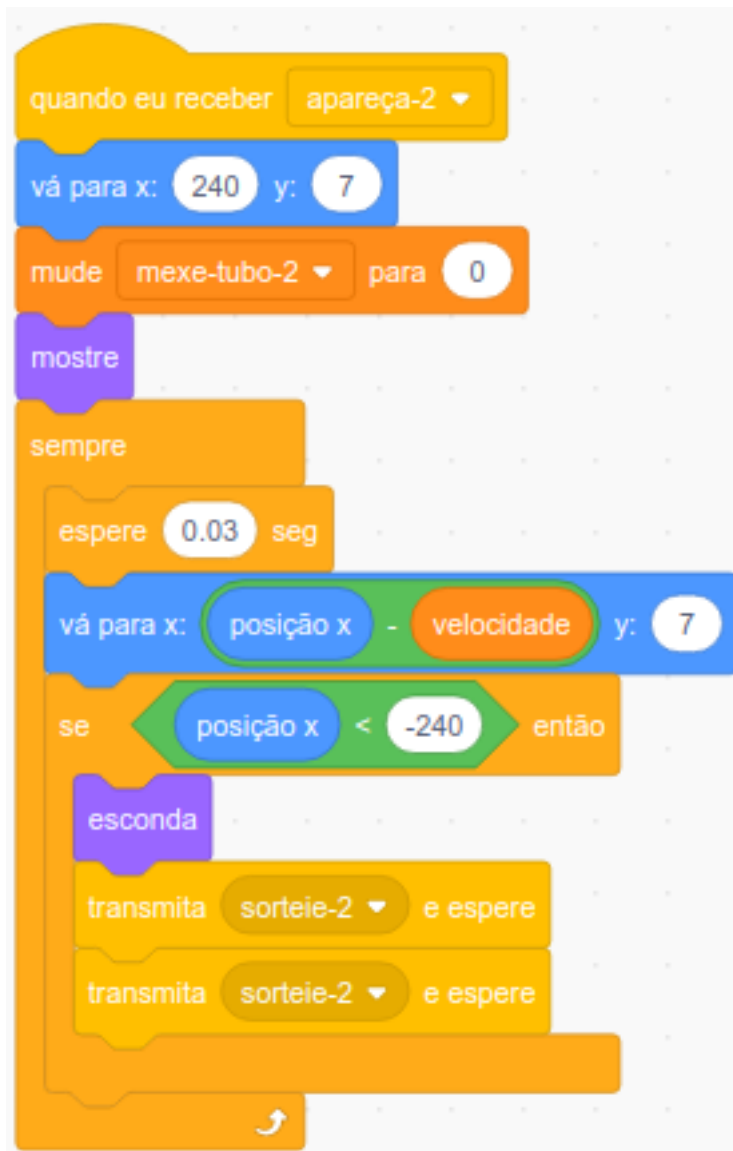 quando eu receber apareça-2
vá para x: 240 y: 7
mude mexe-tubo-2 para 0
mostre
sempre
espere 0.03 seg
vá para x: posição x - velocidade y: 7
se posição x < -240 então
esconda
transmita sorteie-2 e espere
transmita sorteie-2 e espere